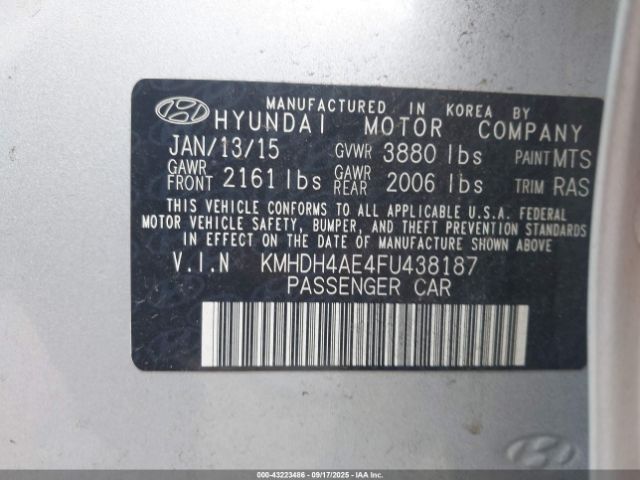 MANUFACTURED IN KOREA BY
HYUNDAI MOTOR COMPANY
JAN/13/15 GVWR 3880 lbs PAINT MTS
GAWR FRONT 2161 lbs GAWR REAR 2006 lbs TRIM RAS
THIS VEHICLE CONFORMS TO ALL APPLICABLE U.S.A. FEDERAL
MOTOR VEHICLE SAFETY, BUMPER, AND THEFT PREVENTION
STANDARDS IN EFFECT ON THE DATE OF MANUFACTURE SHOWN ABOVE
V.I.N KMHDH4AE4FU438187
PASSENGER CAR
000-43223486 - 09/17/2025 - IAAI.COM